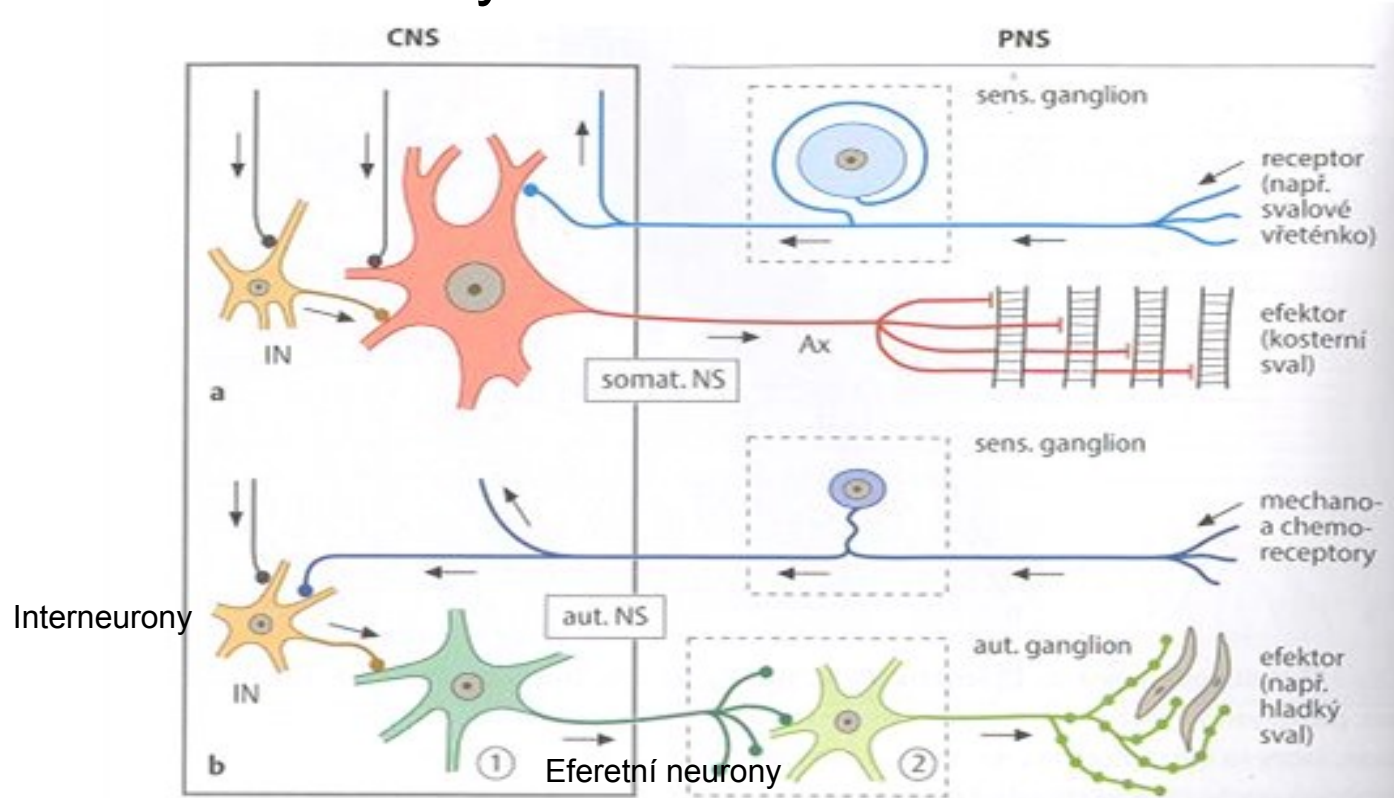 CNS
PNS
sens. ganglion
receptor
(např.
svalové
vřeténko)
IN
Ax
efektor
(kosterní
sval)
somat. NS
a
sens. ganglion
mechano-
a chemo-
receptory
Interneurony
aut. NS
aut. ganglion
IN
efektor
(např.
hladký
sval)
b
1
Eferetní neurony
2